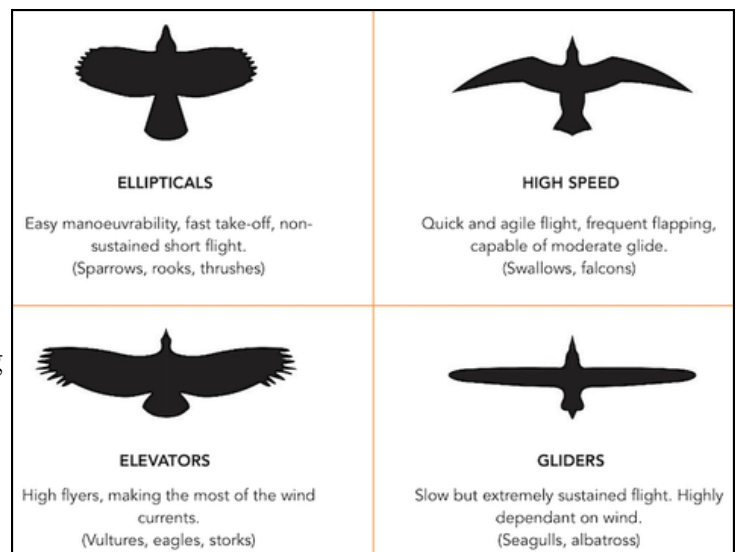 ELLIPTICALS
Easy manoeuvrability, fast take-off, non-
sustained short flight.
(Sparrows, rooks, thrushes)
HIGH SPEED
Quick and agile flight, frequent flapping,
capable of moderate glide.
(Swallows, falcons)
ELEVATORS
High flyers, making the most of the wind
currents.
(Vultures, eagles, storks)
GLIDERS
Slow but extremely sustained flight. Highly
dependant on wind.
(Seagulls, albatross)